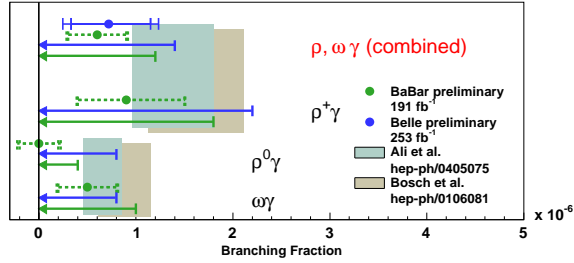 ρ, ω γ (combined)
BaBar preliminary
191 fb⁻¹
ρ⁺γ
Belle preliminary
253 fb⁻¹
Ali et al.
hep-ph/0405075
ρ⁰γ
Bosch et al.
hep-ph/0106081
ωγ
0 1 2 3 4 5 x 10⁻⁶
Branching Fraction